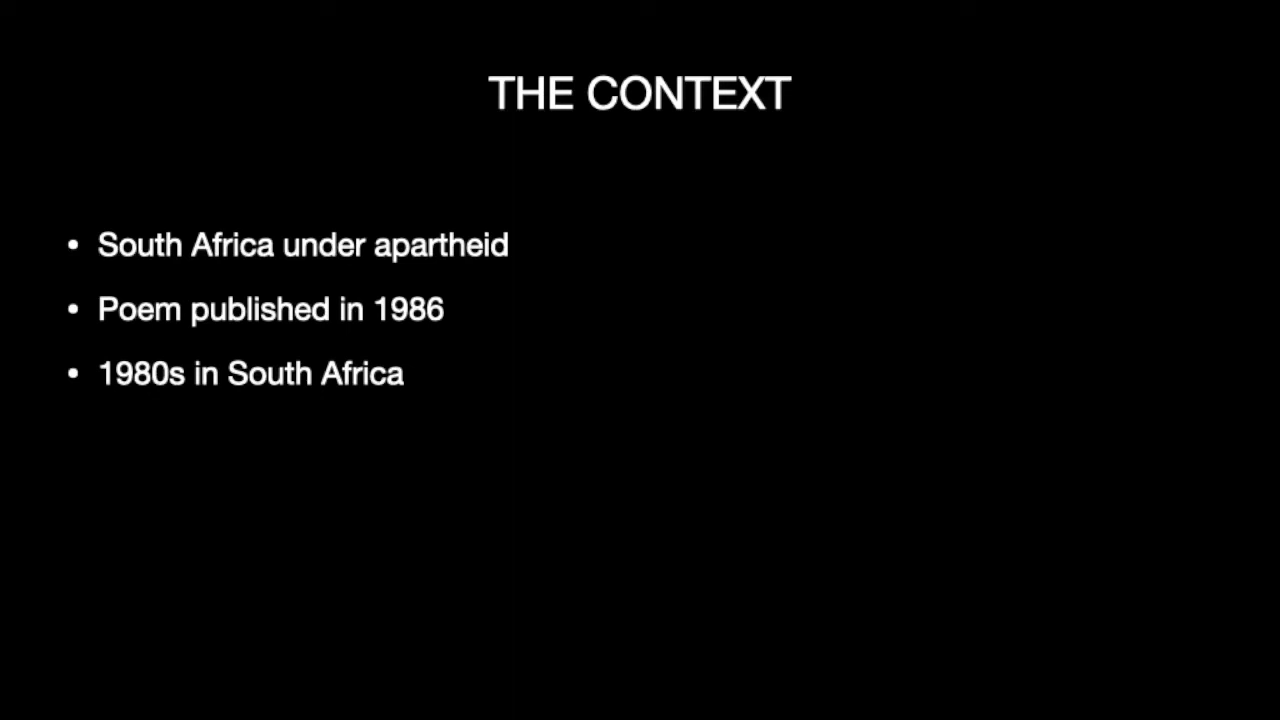 THE CONTEXT
• South Africa under apartheid
• Poem published in 1986
• 1980s in South Africa